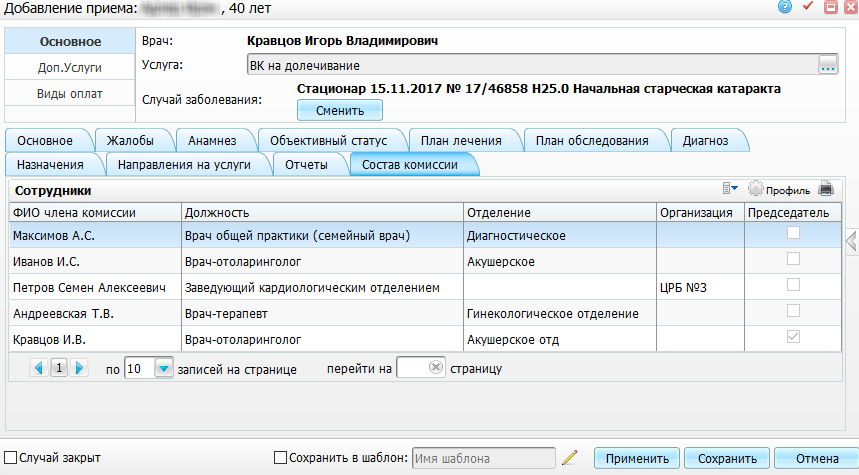 Добавление приема: , 40 лет
Основное
Доп.Услуги
Виды оплат
Врач: Кравцов Игорь Владимирович
Услуга: ВК на долечивание ...
Случай заболевания: Стационар 15.11.2017 № 17/46858 H25.0 Начальная старческая катаракта
Сменить
Основное Жалобы Анамнез Объективный статус План лечения План обследования Диагноз
Назначения Направления на услуги Отчеты Состав комиссии
Сотрудники Профиль
ФИО члена комиссии Должность Отделение Организация Председатель
Максимов А.С. Врач общей практики (семейный врач) Диагностическое
Иванов И.С. Врач-отоларинголог Акушерское
Петров Семен Алексеевич Заведующий кардиологическим отделением ЦРБ №3
Андреевская Т.В. Врач-терапевт Гинекологическое отделение
Кравцов И.В. Врач-отоларинголог Акушерское отд
1 по 10 записей на странице перейти на страницу
Случай закрыт Сохранить в шаблон: Имя шаблона Применить Сохранить Отмена